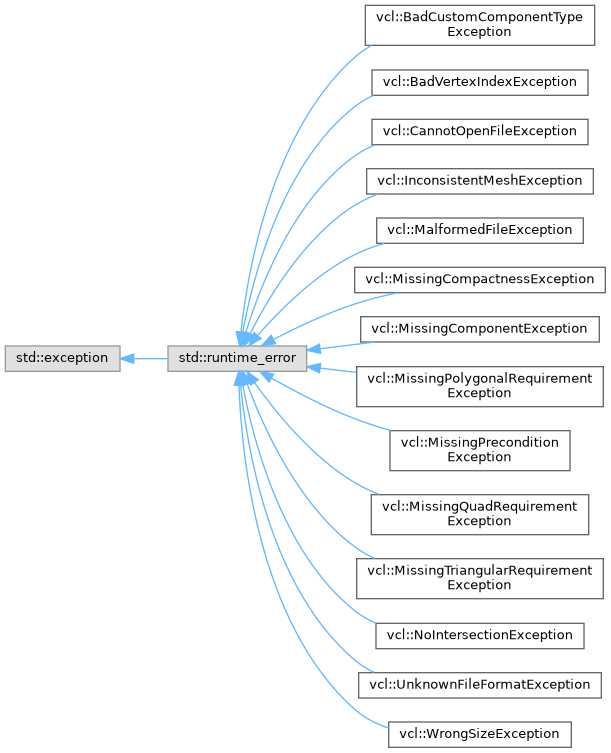 vcl::BadCustomComponentType
Exception
vcl::BadVertexIndexException
vcl::CannotOpenFileException
vcl::InconsistentMeshException
vcl::MalformedFileException
vcl::MissingCompactnessException
vcl::MissingComponentException
std::exception
std::runtime_error
vcl::MissingPolygonalRequirement
Exception
vcl::MissingPrecondition
Exception
vcl::MissingQuadRequirement
Exception
vcl::MissingTriangularRequirement
Exception
vcl::NoIntersectionException
vcl::UnknownFileFormatException
vcl::WrongSizeException